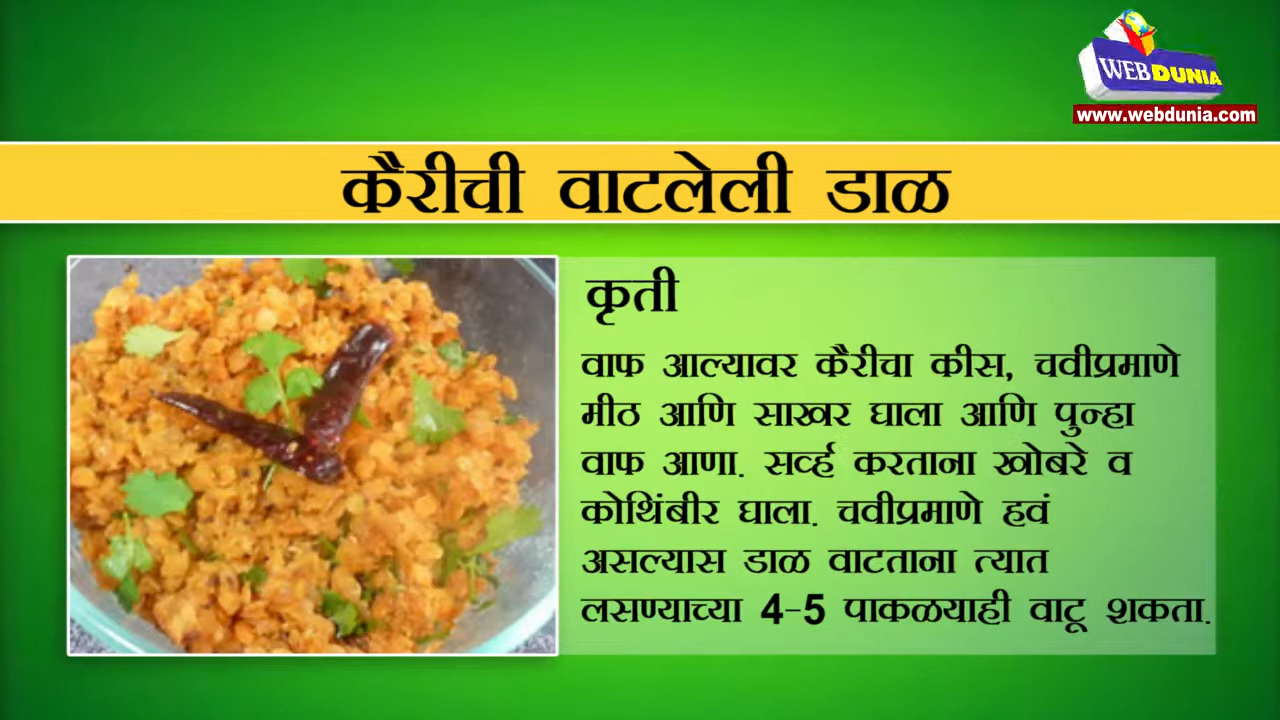 WEBDUNIA
www.webdunia.com
कैरीची वाटलेली डाळ
कृती
वाफ आल्यावर कैरीचा कीस, चवीप्रमाणे
मीठ आणि साखर घाला आणि पुन्हा
वाफ आणा. सर्व्ह करताना खोबरे व
कोथिंबीर घाला. चवीप्रमाणे हवं
असल्यास डाळ वाटताना त्यात
लसण्याच्या 4-5 पाकळयाही वाटू शकता.